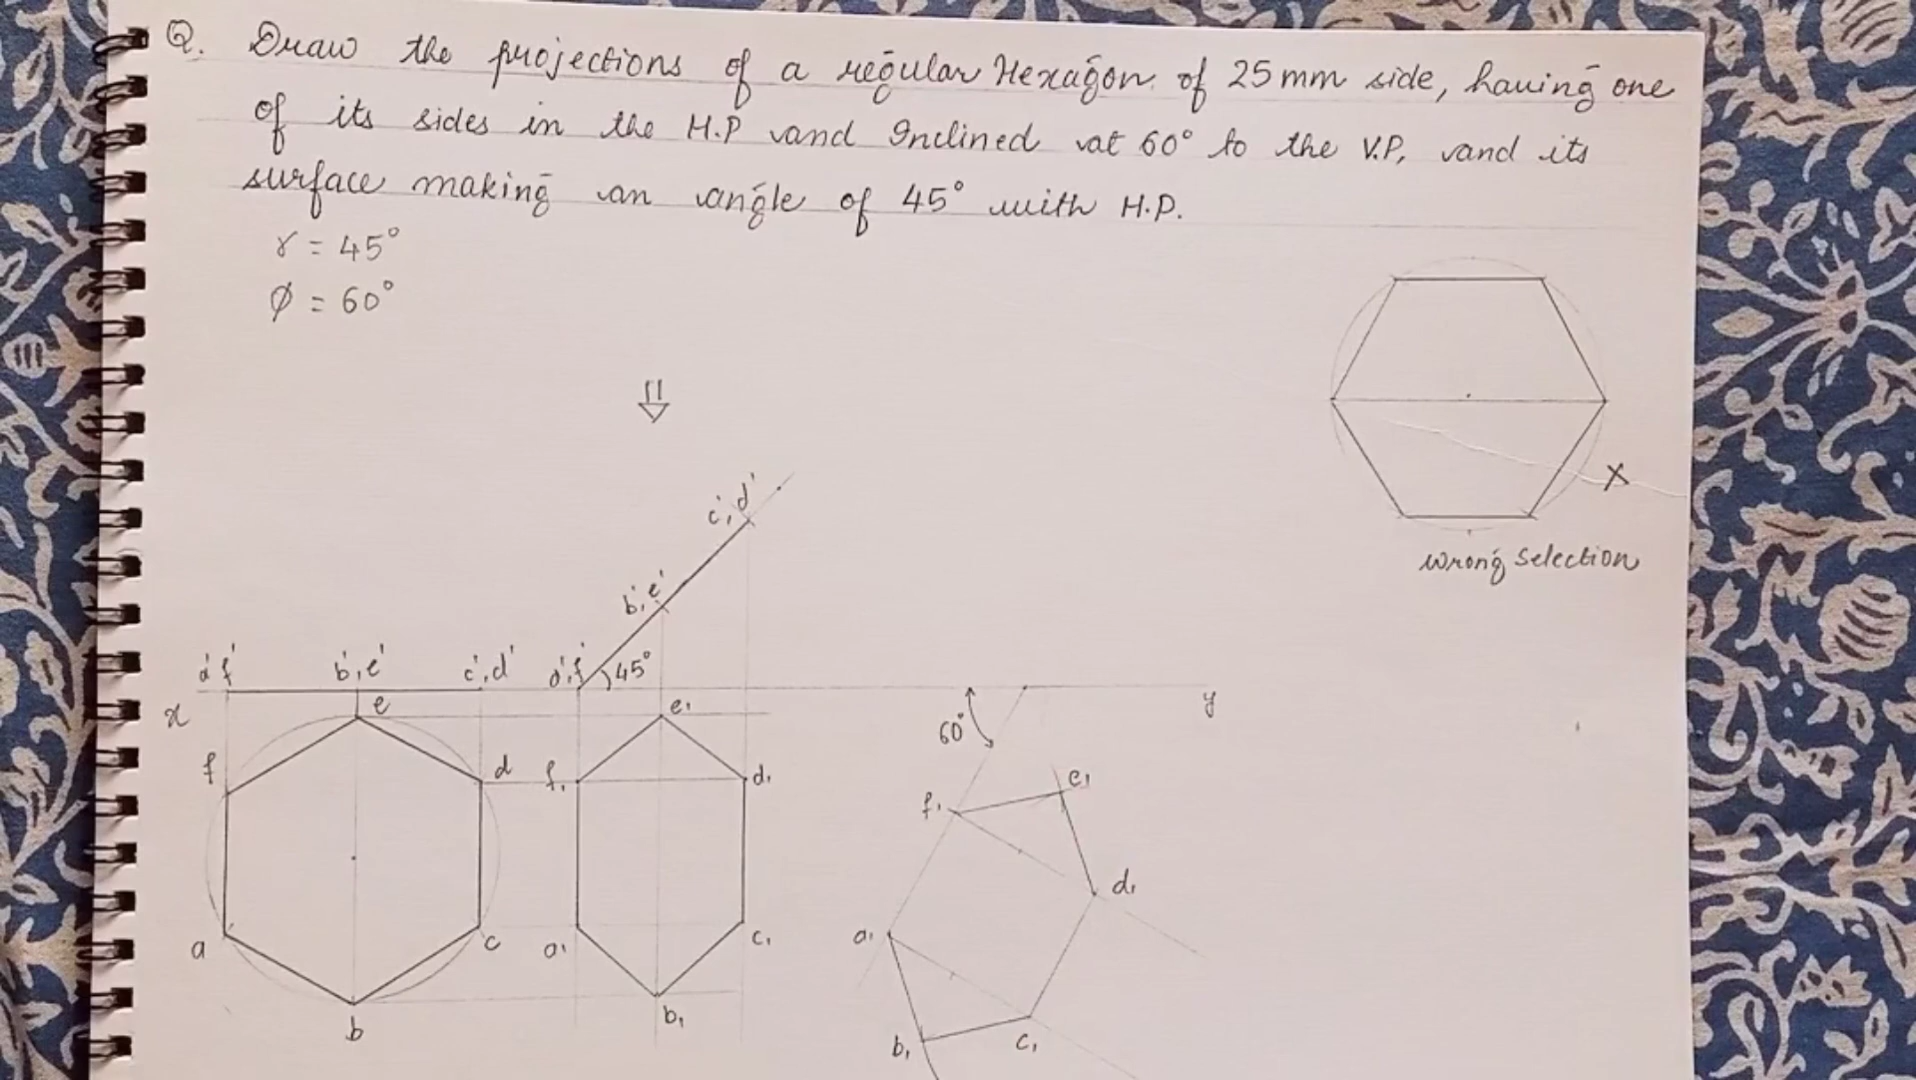 Q. Draw the projections of a regular Hexagon of 25mm side, having one
of its sides in the H.P and Inclined at 60° to the V.P, and its
surface making an angle of 45° with H.P.
γ = 45°
φ = 60°
c', d'
b', e'
wrong selection
a' f'
b', e'
c', d'
a', f'
45°
x
y
e
e₁
60°
f
d
f₁
d₁
f₁
e₁
d₁
a
c
a₁
c₁
a₁
b
b₁
b₁
c₁